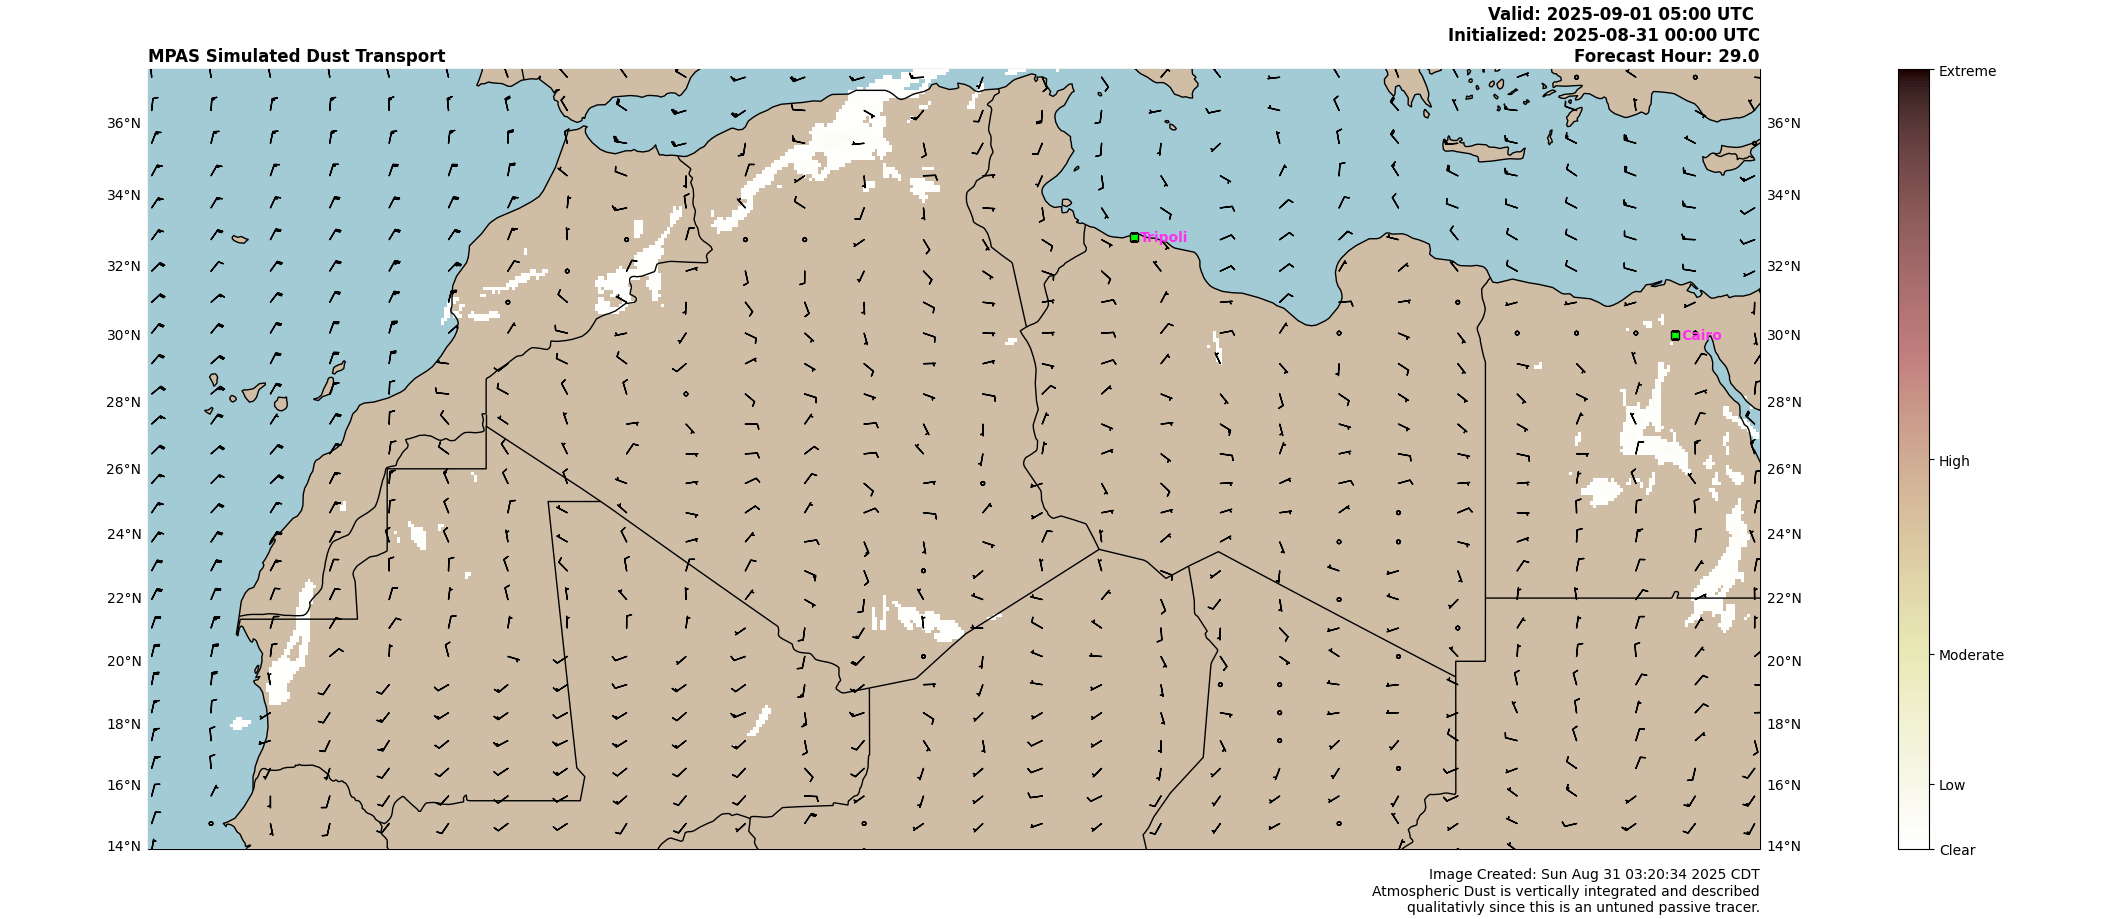 Valid: 2025-09-01 05:00 UTC
Initialized: 2025-08-31 00:00 UTC
MPAS Simulated Dust Transport
Forecast Hour: 29.0
Extreme
36°N
36°N
34°N
34°N
Tripoli
32°N
32°N
30°N
Cairo
30°N
28°N
28°N
26°N
26°N
High
24°N
24°N
22°N
22°N
20°N
20°N
Moderate
18°N
18°N
16°N
16°N
Low
14°N
14°N
Clear
Image Created: Sun Aug 31 03:20:34 2025 CDT
Atmospheric Dust is vertically integrated and described
qualitativly since this is an untuned passive tracer.